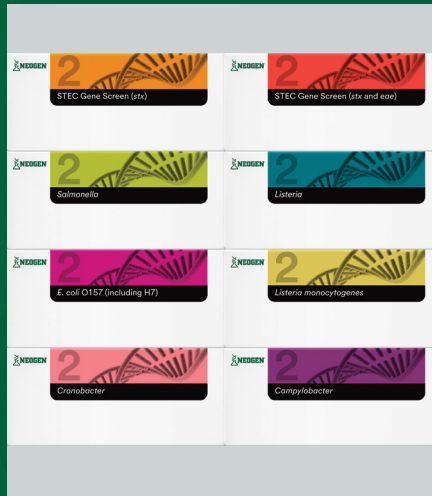 NEOGEN
2
STEC Gene Screen (stx)
NEOGEN
2
STEC Gene Screen (stx and eae)
NEOGEN
2
Salmonella
NEOGEN
2
Listeria
NEOGEN
2
E. coli O157 (including H7)
NEOGEN
2
Listeria monocytogenes
NEOGEN
2
Cronobacter
NEOGEN
2
Campylobacter